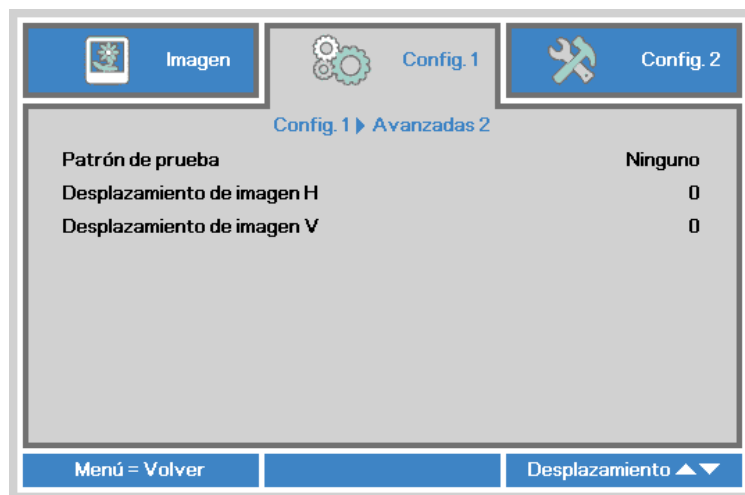 Imagen
Config. 1
Config. 2
Config. 1 ▶ Avanzadas 2
Patrón de prueba Ninguno
Desplazamiento de imagen H 0
Desplazamiento de imagen V 0
Menú = Volver
Desplazamiento ▲▼